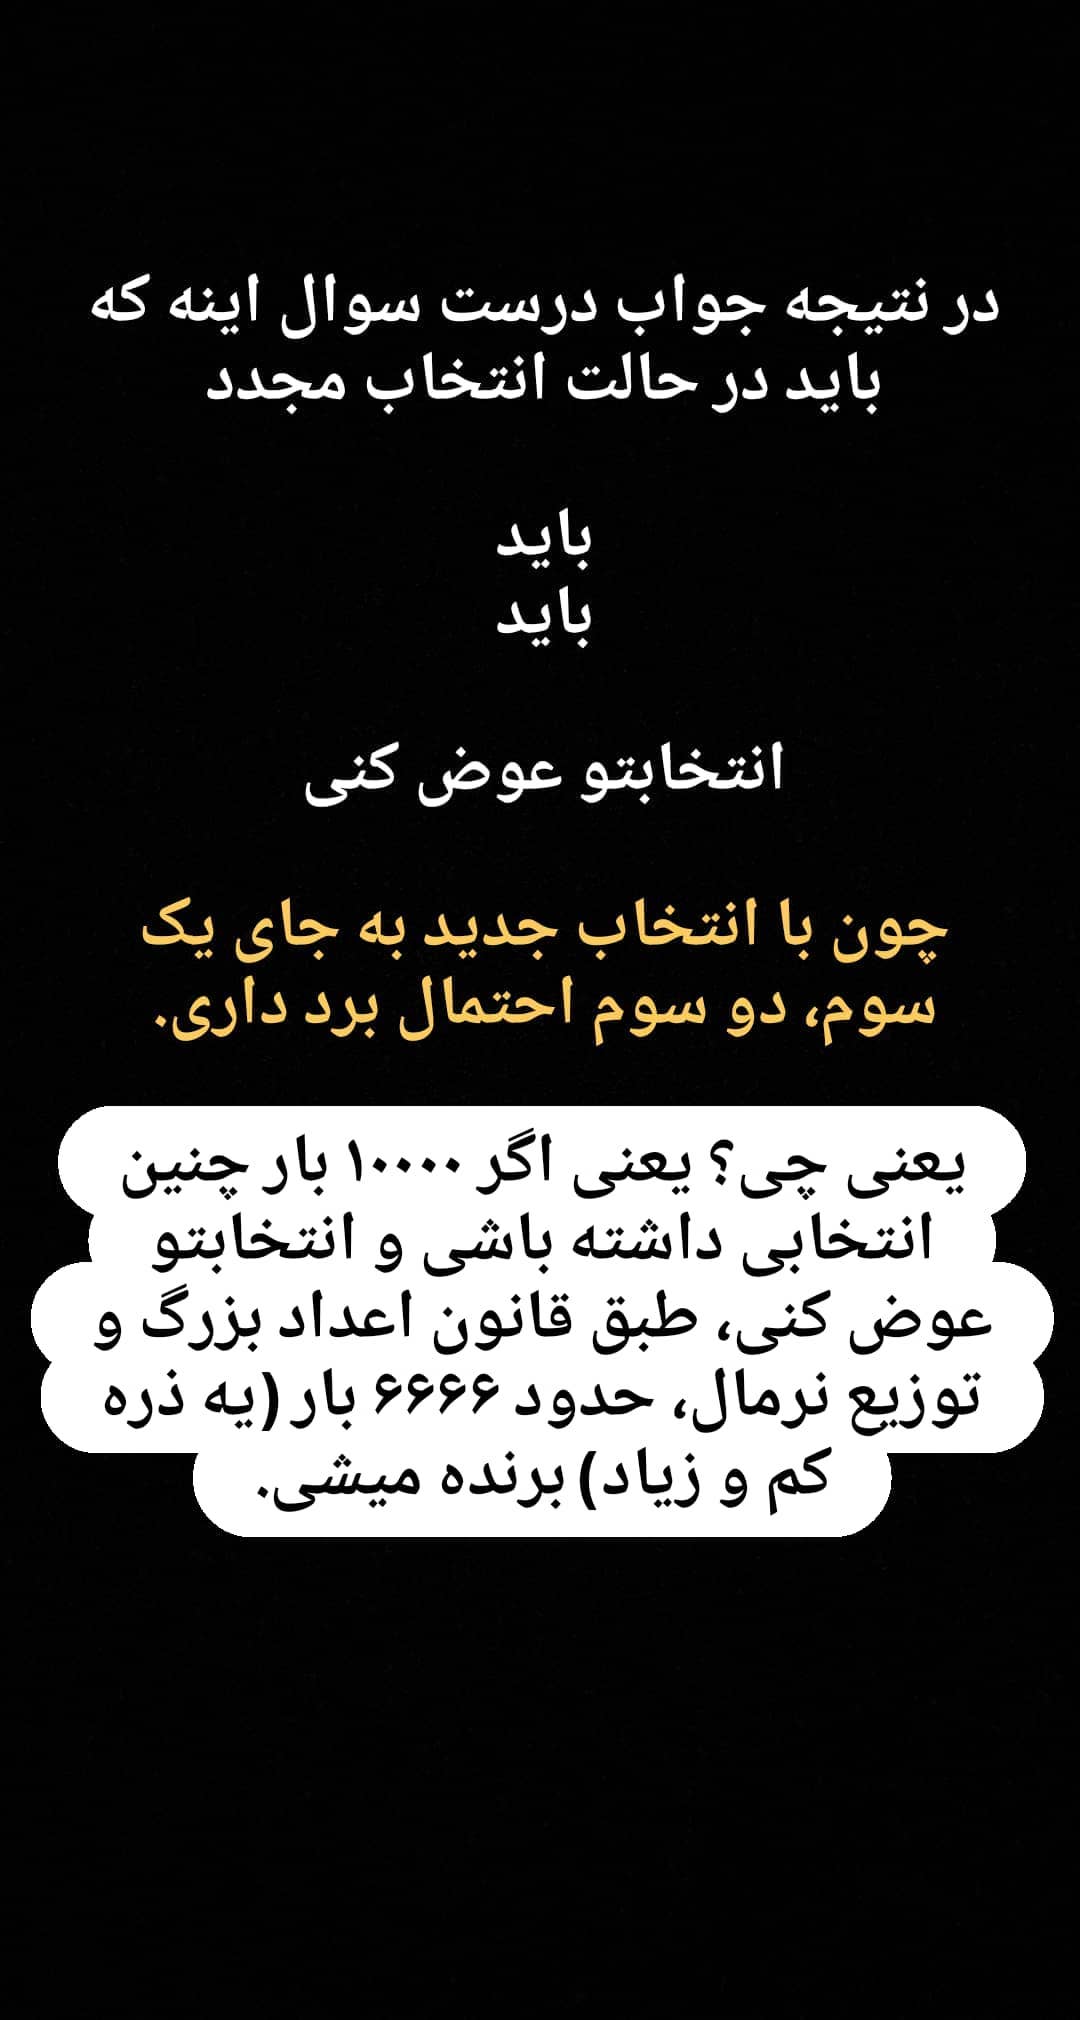 در نتیجه جواب درست سوال اینه که
باید در حالت انتخاب مجدد
باید
باید
انتخابتو عوض کنی
چون با انتخاب جدید به جای یک
سوم، دو سوم احتمال برد داری.
یعنی چی؟ یعنی اگر ۱۰۰۰۰ بار چنین
انتخابی داشته باشی و انتخابتو
عوض کنی، طبق قانون اعداد بزرگ و
توزیع نرمال، حدود ۶۶۶۶ بار (یه ذره
کم و زیاد) برنده میشی.